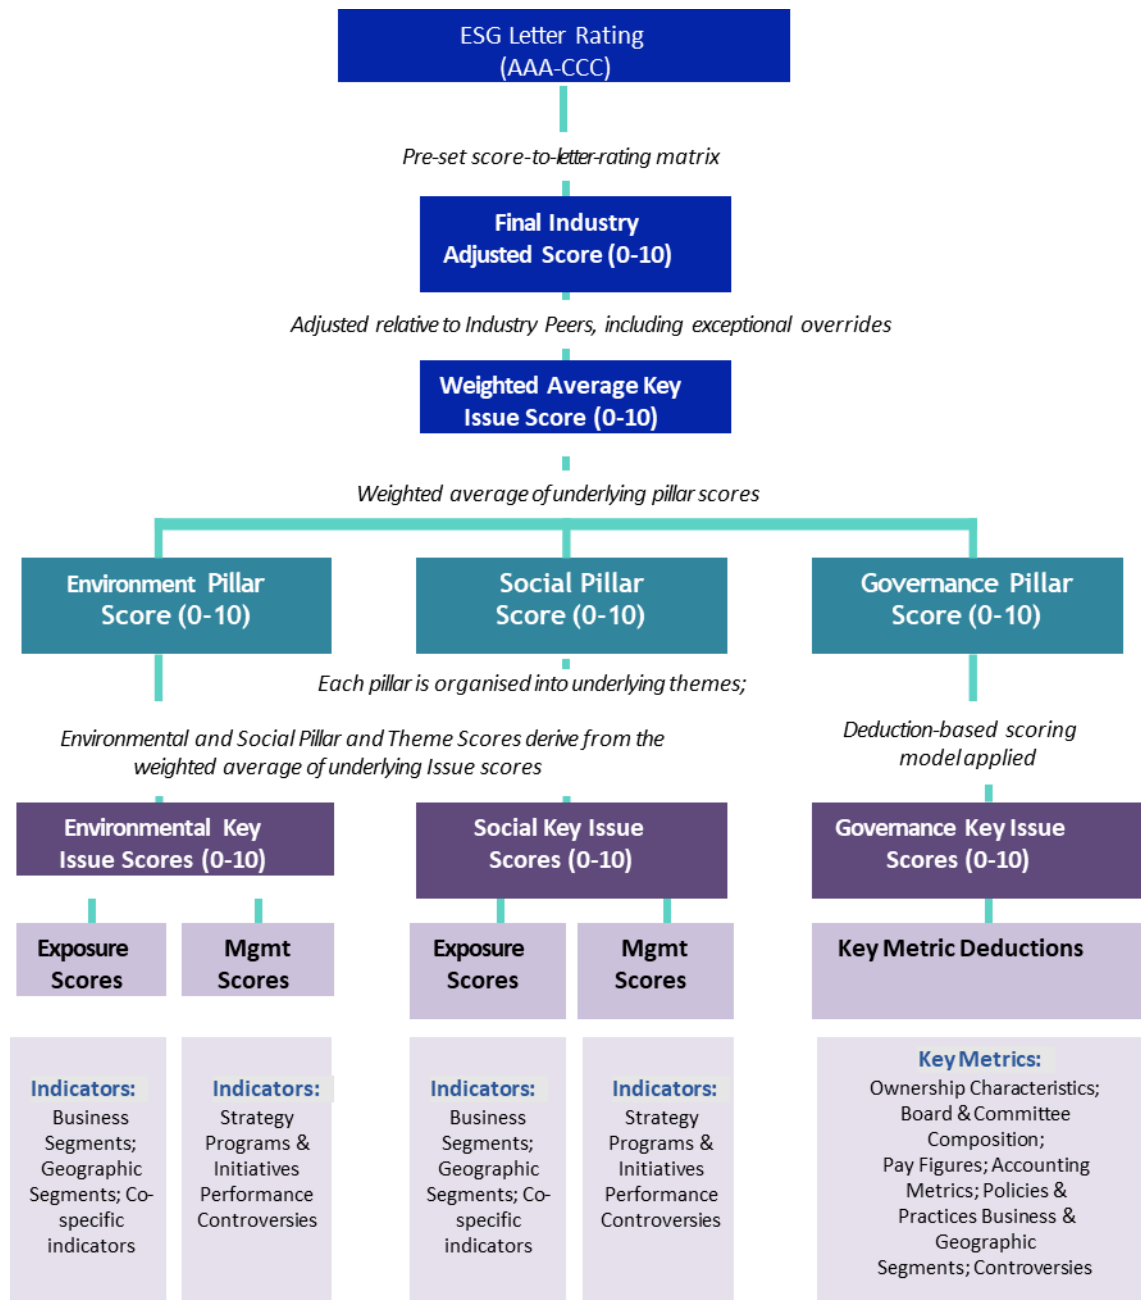 ESG Letter Rating
(AAA-CCC)
Pre-set score-to-letter-rating matrix
Final Industry
Adjusted Score (0-10)
Adjusted relative to Industry Peers, including exceptional overrides
Weighted Average Key
Issue Score (0-10)
Weighted average of underlying pillar scores
Environment Pillar
Score (0-10)
Social Pillar
Score (0-10)
Governance Pillar
Score (0-10)
Each pillar is organised into underlying themes;
Environmental and Social Pillar and Theme Scores derive from the
weighted average of underlying Issue scores
Deduction-based scoring
model applied
Environmental Key
Issue Scores (0-10)
Social Key Issue
Scores (0-10)
Governance Key Issue
Scores (0-10)
Exposure
Scores
Mgmt
Scores
Exposure
Scores
Mgmt
Scores
Key Metric Deductions
Indicators:
Business
Segments;
Geographic
Segments; Co-
specific
indicators
Indicators:
Strategy
Programs &
Initiatives
Performance
Controversies
Indicators:
Business
Segments;
Geographic
Segments; Co-
specific
indicators
Indicators:
Strategy
Programs &
Initiatives
Performance
Controversies
Key Metrics:
Ownership Characteristics;
Board & Committee
Composition;
Pay Figures; Accounting
Metrics; Policies &
Practices Business &
Geographic
Segments; Controversies